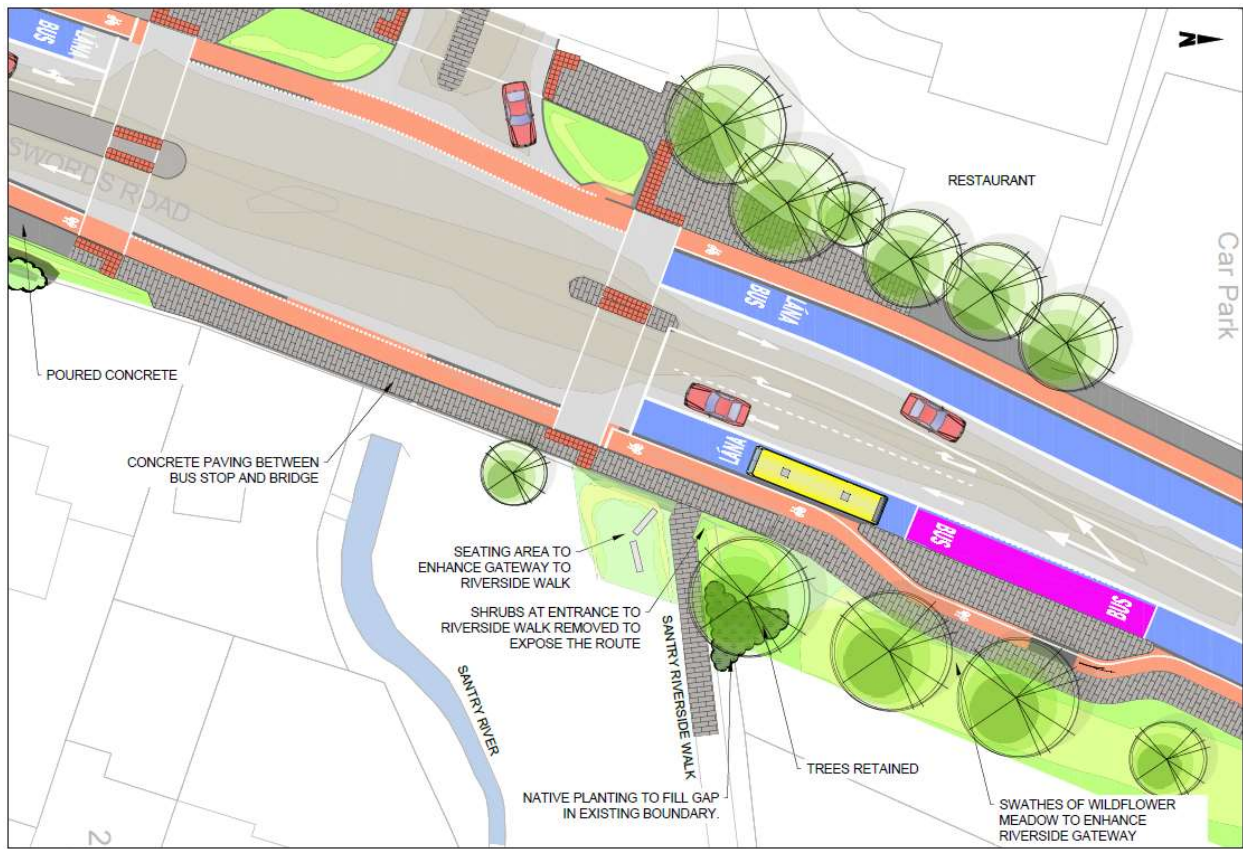 LÁNA
BUS
N
RESTAURANT
Car Park
SWORDS ROAD
LÁNA
BUS
POURED CONCRETE
CONCRETE PAVING BETWEEN
BUS STOP AND BRIDGE
LÁNA
BUS
BUS
SEATING AREA TO
ENHANCE GATEWAY TO
RIVERSIDE WALK
SHRUBS AT ENTRANCE TO
RIVERSIDE WALK REMOVED TO
EXPOSE THE ROUTE
SANTRY RIVER
SANTRY RIVERSIDE WALK
TREES RETAINED
NATIVE PLANTING TO FILL GAP
IN EXISTING BOUNDARY.
SWATHES OF WILDFLOWER
MEADOW TO ENHANCE
RIVERSIDE GATEWAY
2